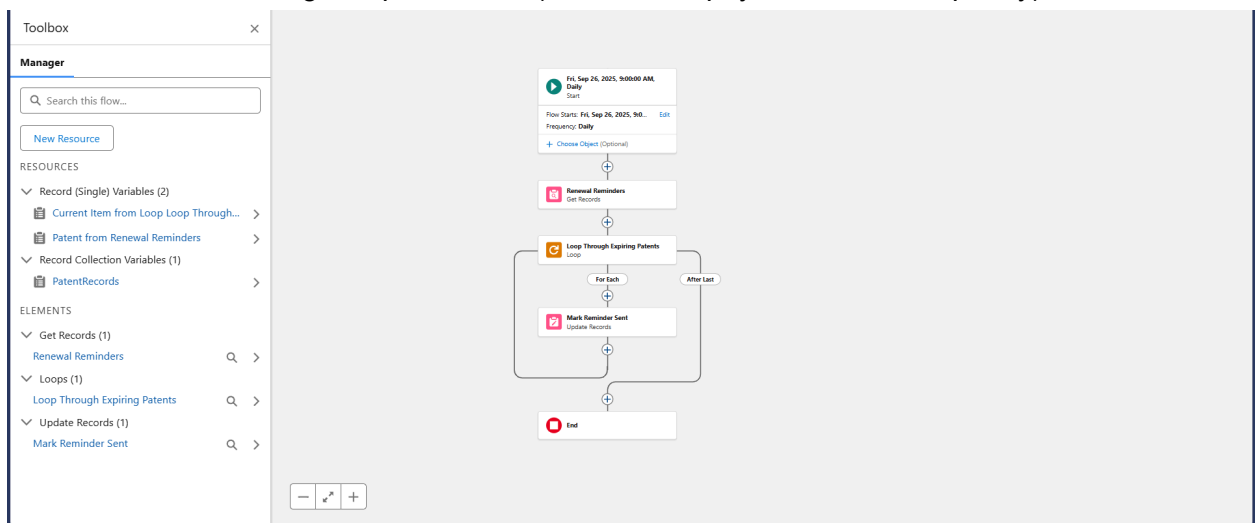 Toolbox
Manager
Search this flow...
New Resource
RESOURCES
Record (Single) Variables (2)
Current Item from Loop Loop Through...
Patent from Renewal Reminders
Record Collection Variables (1)
PatentRecords
ELEMENTS
Get Records (1)
Renewal Reminders
Loops (1)
Loop Through Expiring Patents
Update Records (1)
Mark Reminder Sent
Fri, Sep 26, 2025, 9:00:00 AM,
Daily
Start
Flow Starts: Fri, Sep 26, 2025, 9:0... Edit
Frequency: Daily
+ Choose Object (Optional)
Renewal Reminders
Get Records
Loop Through Expiring Patents
Loop
For Each
After Last
Mark Reminder Sent
Update Records
End